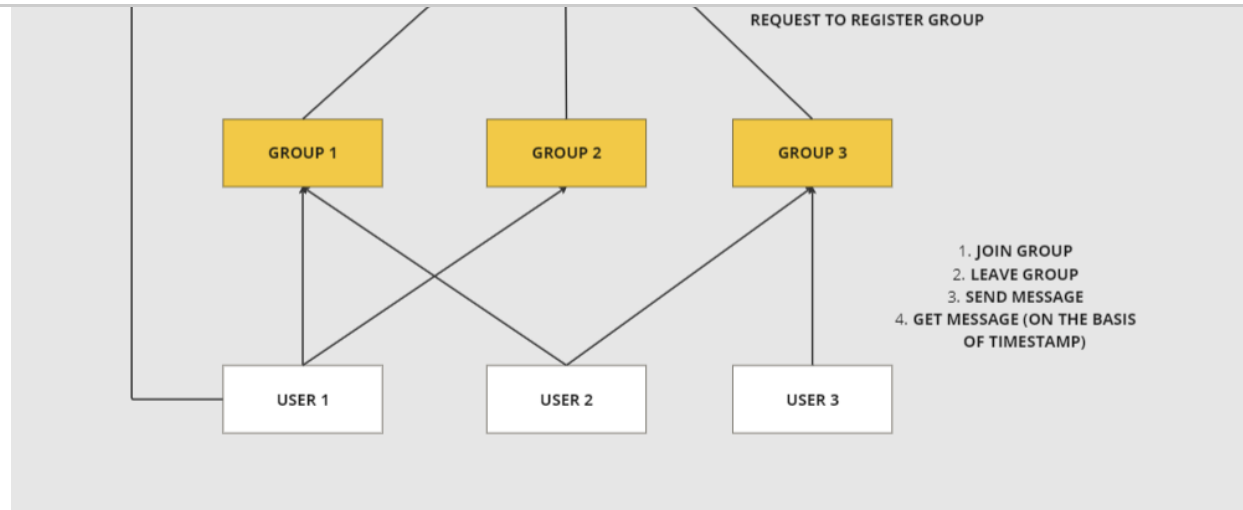 REQUEST TO REGISTER GROUP
GROUP 1
GROUP 2
GROUP 3
1. JOIN GROUP
2. LEAVE GROUP
3. SEND MESSAGE
4. GET MESSAGE (ON THE BASIS
OF TIMESTAMP)
USER 1
USER 2
USER 3